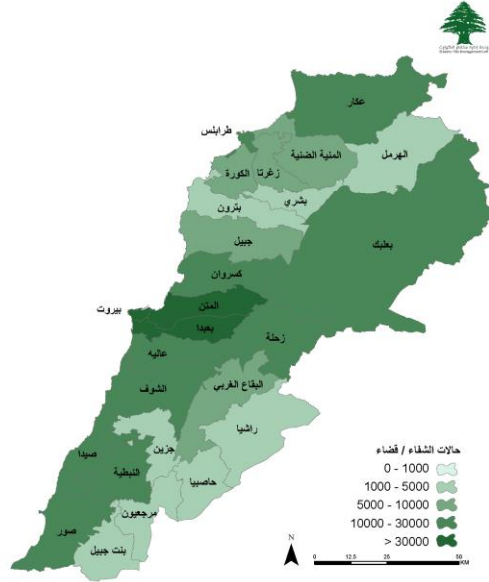 عكار
طرابلس
الهرمل
المنية الضنية
زغرتا
الكورة
بشري
بترون
بعلبك
جبيل
كسروان
المتن
بيروت
بعبدا
زحلة
عاليه
البقاع الغربي
الشوف
راشيا
صيدا
جزين
النبطية
حاصبيا
مرجعيون
صور
بنت جبيل
حالات الشفاء / قضاء
0 - 1000
1000 - 5000
5000 - 10000
10000 - 30000
> 30000
N
0 12.5 25 50
KM